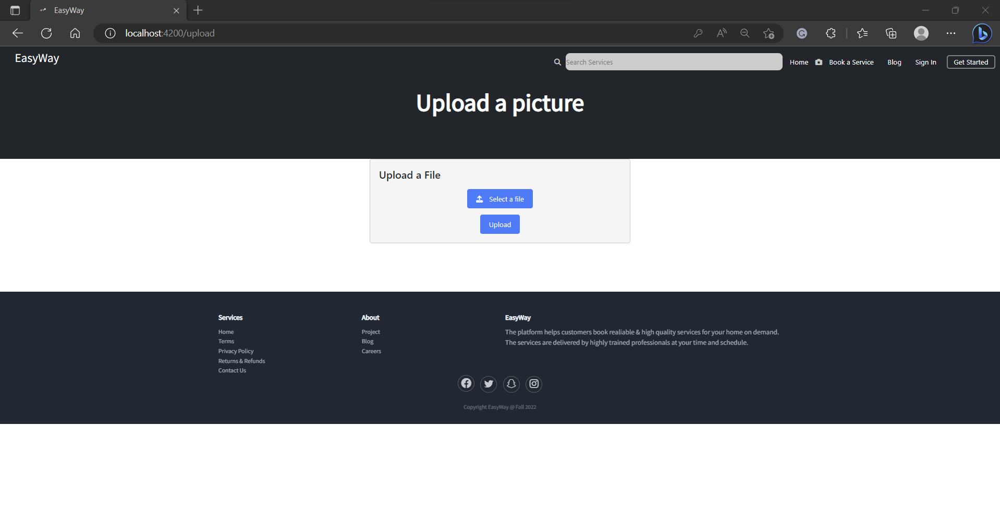 EasyWay
localhost:4200/upload
EasyWay
Search Services
Home
Book a Service
Blog
Sign In
Get Started
Upload a picture
Upload a File
Select a file
Upload
Services
Home
Terms
Privacy Policy
Returns & Refunds
Contact Us
About
Project
Blog
Careers
EasyWay
The platform helps customers book realiable & high quality services for your home on demand.
The services are delivered by highly trained professionals at your time and schedule.
Copyright EasyWay @ Fall 2022